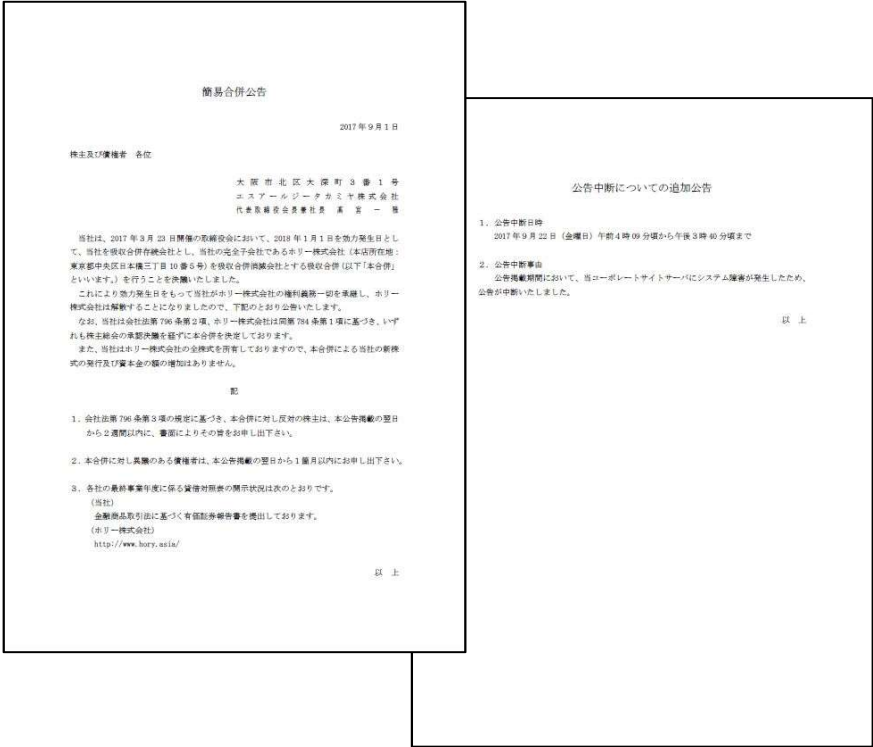 簡易合併公告
2017年9月1日
株主及び債権者 各位
大阪市北区大深町3番1号
エスアールジータカミヤ株式会社
代表取締役会長兼社長 髙宮一雅
当社は、2017年3月23日開催の取締役会において、2018年1月1日を効力発生日とし
て、当社を吸収合併存続会社とし、当社の完全子会社であるホリー株式会社(本店所在地:
東京都中央区日本橋三丁目10番5号)を吸収合併消滅会社とする吸収合併(以下「本合併」
といいます。)を行うことを決議いたしました。
これにより効力発生日をもって当社がホリー株式会社の権利義務一切を承継し、ホリー
株式会社は解散することになりましたので、下記のとおり公告いたします。
なお、当社は会社法第796条第2項、ホリー株式会社は同第784条第1項に基づき、いず
れも株主総会の承認決議を経ずに本合併を決定しております。
また、当社はホリー株式会社の全株式を所有しておりますので、本合併による当社の新株
式の発行及び資本金の額の増加はありません。
記
1.会社法第796条第3項の規定に基づき、本合併に対し反対の株主は、本公告掲載の翌日
から2週間以内に、書面によりその旨をお申し出下さい。
2.本合併に対し異議のある債権者は、本公告掲載の翌日から1箇月以内にお申し出下さい。
3.各社の最終事業年度に係る貸借対照表の開示状況は次のとおりです。
(当社)
金融商品取引法に基づく有価証券報告書を提出しております。
(ホリー株式会社)
http://www.hory.asia/
以 上
公告中断についての追加公告
1.公告中断日時
2017年9月22日(金曜日)午前4時09分頃から午後3時40分頃まで
2.公告中断事由
公告掲載期間において、当コーポレートサイトサーバにシステム障害が発生したため、
公告が中断いたしました。
以 上